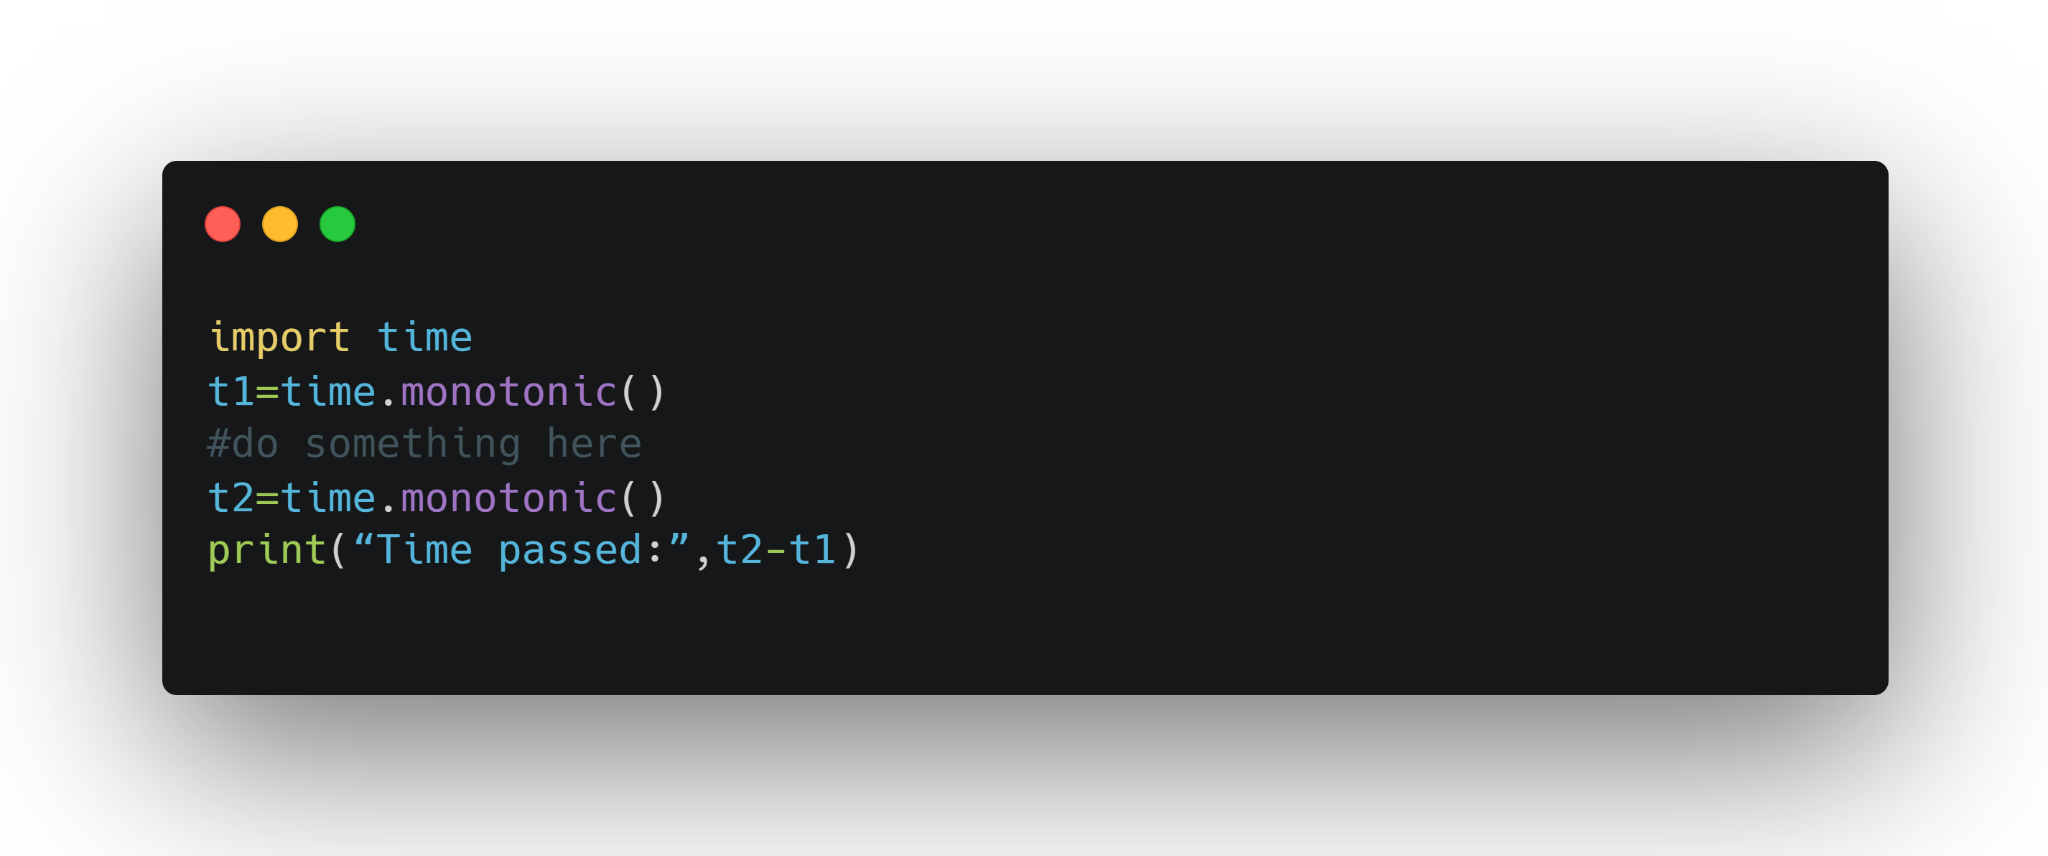 import time
t1=time.monotonic()
#do something here
t2=time.monotonic()
print(“Time passed:”,t2-t1)